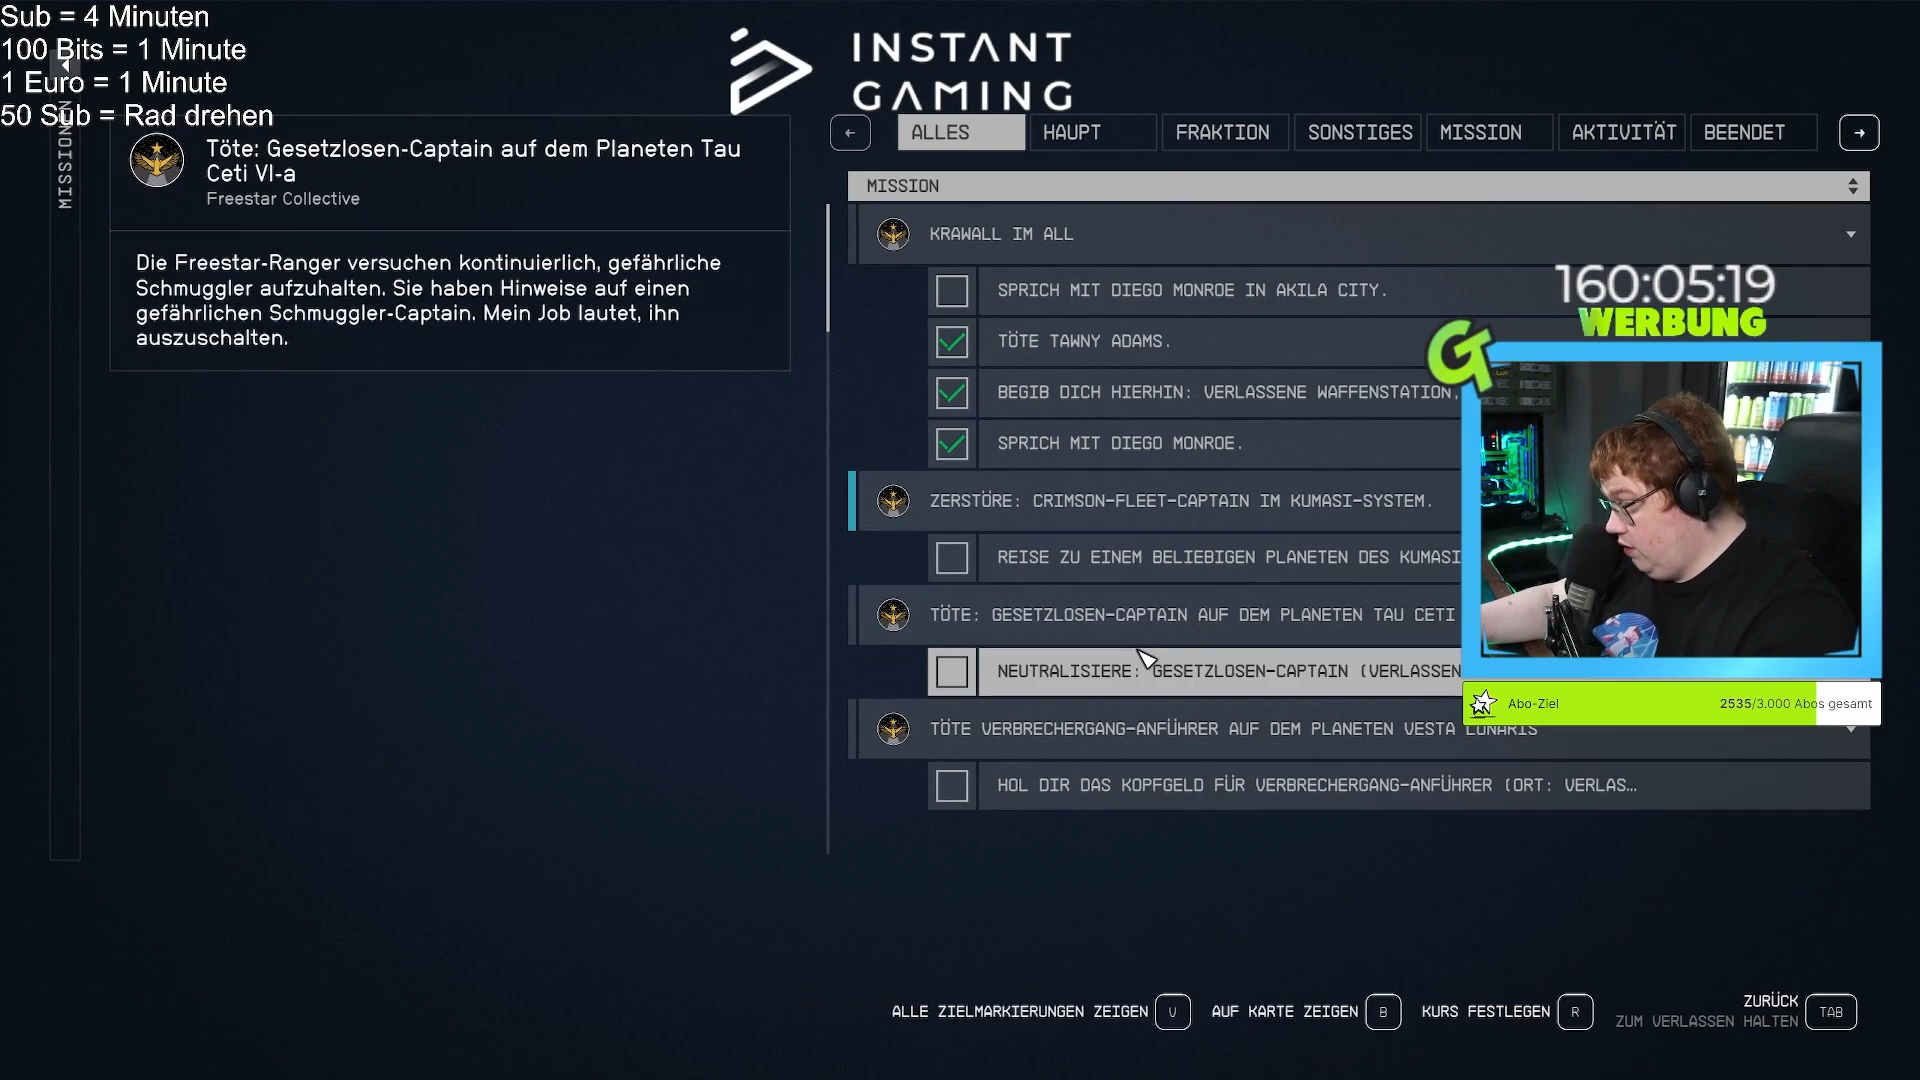 Sub = 4 Minuten
100 Bits = 1 Minute
1 Euro = 1 Minute
50 Sub = Rad drehen
INSTANT
GAMING
MISSIONEN
Töte: Gesetzlosen-Captain auf dem Planeten Tau
Ceti VI-a
Freestar Collective
Die Freestar-Ranger versuchen kontinuierlich, gefährliche
Schmuggler aufzuhalten. Sie haben Hinweise auf einen
gefährlichen Schmuggler-Captain. Mein Job lautet, ihn
auszuschalten.
ALLES HAUPT FRAKTION SONSTIGES MISSION AKTIVITÄT BEENDET
MISSION
KRAWALL IM ALL
SPRICH MIT DIEGO MONROE IN AKILA CITY.
TÖTE TAWNY ADAMS.
BEGIB DICH HIERHIN: VERLASSENE WAFFENSTATION.
SPRICH MIT DIEGO MONROE.
ZERSTÖRE: CRIMSON-FLEET-CAPTAIN IM KUMASI-SYSTEM.
REISE ZU EINEM BELIEBIGEN PLANETEN DES KUMASI
TÖTE: GESETZLOSEN-CAPTAIN AUF DEM PLANETEN TAU CETI
NEUTRALISIERE: GESETZLOSEN-CAPTAIN (VERLASSEN
TÖTE VERBRECHERGANG-ANFÜHRER AUF DEM PLANETEN VESTA LUNARIS
HOL DIR DAS KOPFGELD FÜR VERBRECHERGANG-ANFÜHRER (ORT: VERLAS...
160:05:19
WERBUNG
G
Abo-Ziel 2535/3.000 Abos gesamt
ALLE ZIELMARKIERUNGEN ZEIGEN V AUF KARTE ZEIGEN B KURS FESTLEGEN R ZURÜCK
ZUM VERLASSEN HALTEN TAB